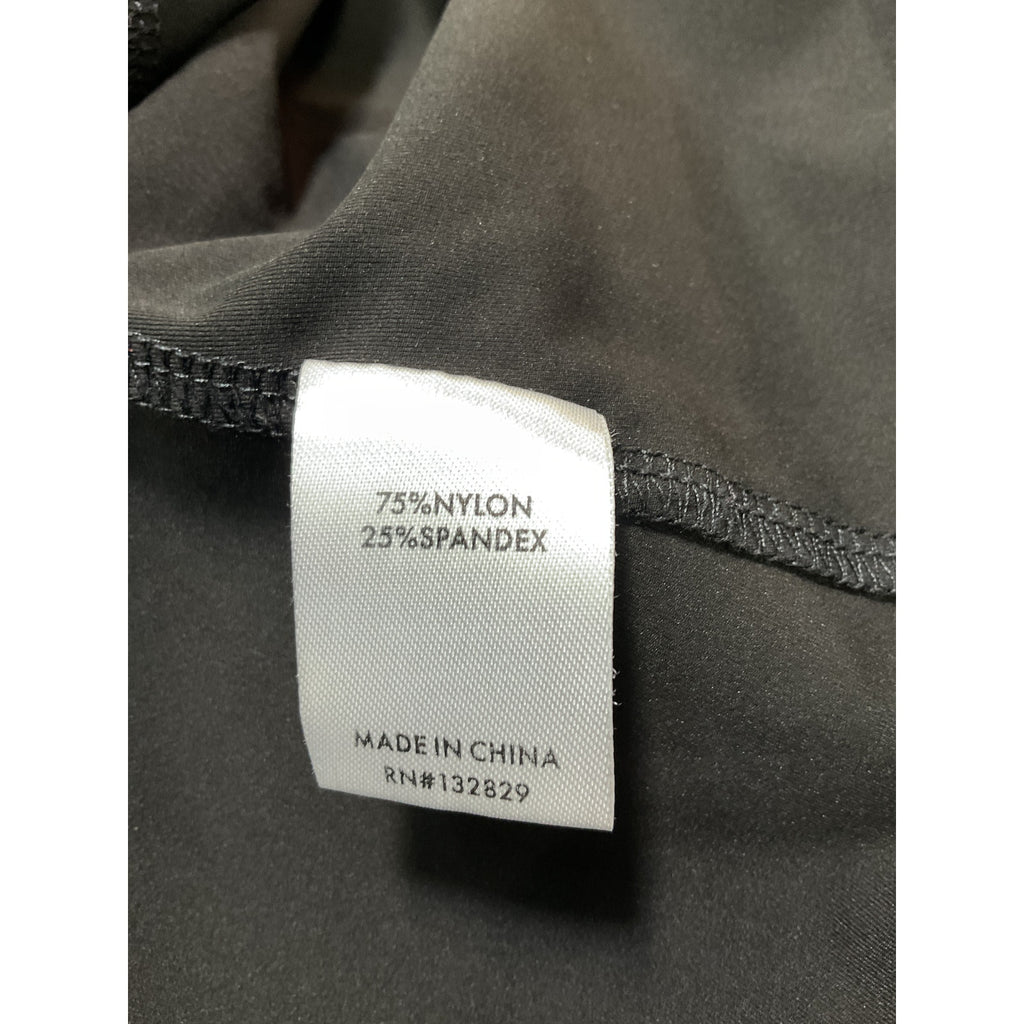 75%NYLON
25%SPANDEX
MADE IN CHINA
RN#132829